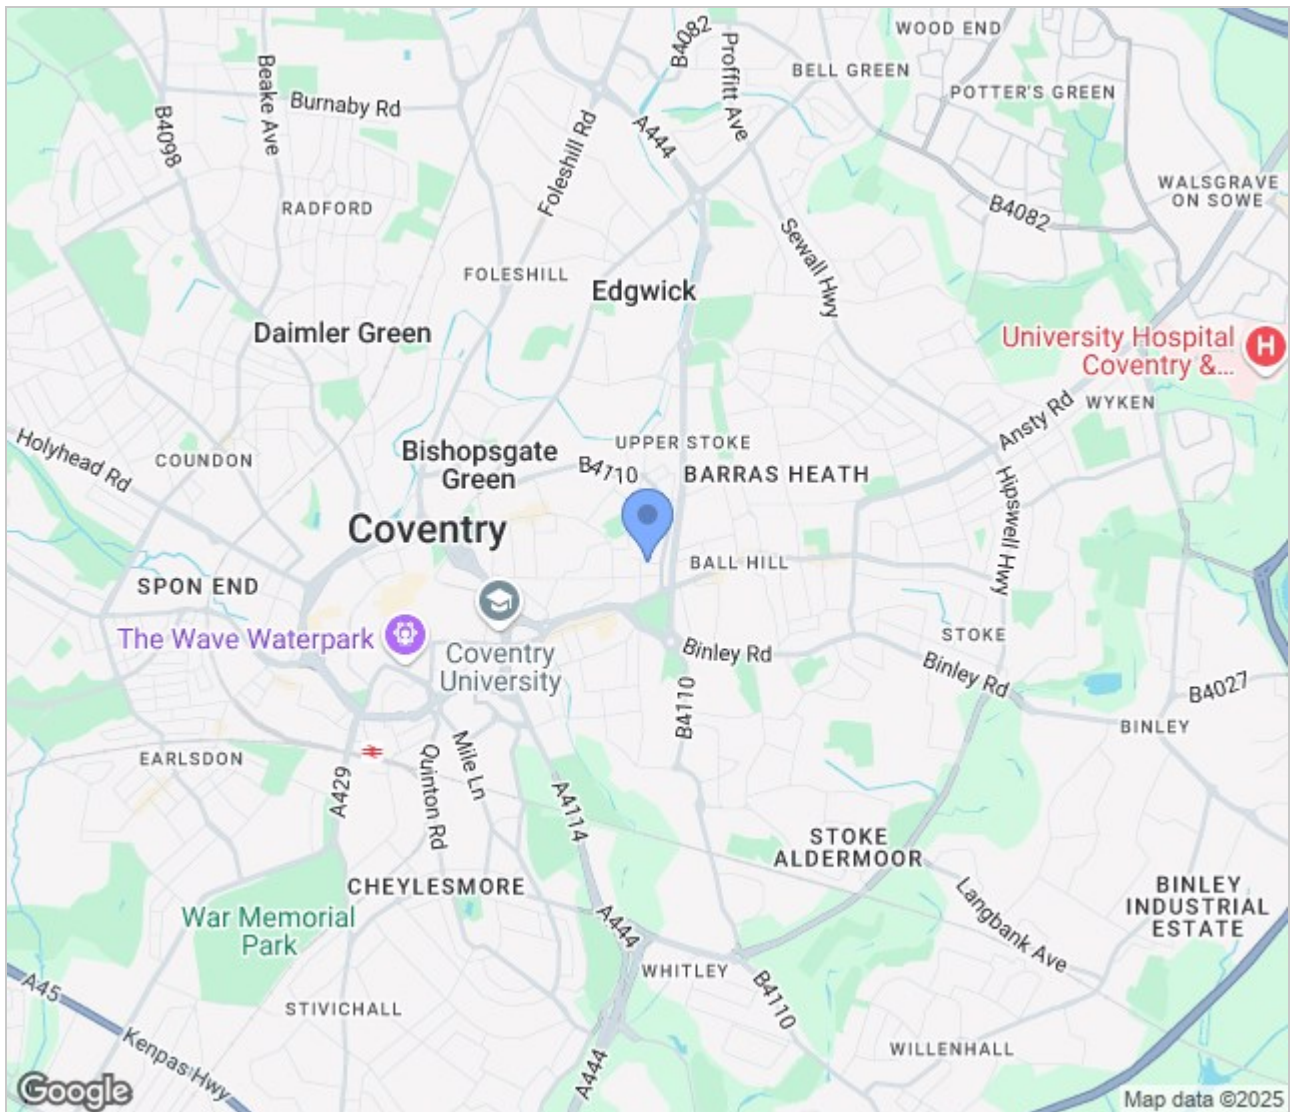 WOOD END
B4082
Proffitt Ave
BELL GREEN
POTTER'S GREEN
Beake Ave
Burnaby Rd
B4098
Foleshill Rd
A444
WALSGRAVE
ON SOWE
RADFORD
B4082
Sewall Hwy
FOLESHILL
Edgwick
Daimler Green
University Hospital
Coventry &...
H
WYKEN
Ansty Rd
Holyhead Rd
COUNDON
Bishopsgate
Green
B4110
UPPER STOKE
BARRAS HEATH
Hipswell Hwy
Coventry
BALL HILL
SPON END
The Wave Waterpark
Coventry
University
Binley Rd
STOKE
Binley Rd
B4027
B4110
BINLEY
EARLSDON
A429
Quinton Rd
Mile Ln
A4114
STOKE
ALDERMOOR
CHEYLESMORE
Langbank Ave
BINLEY
INDUSTRIAL
ESTATE
War Memorial
Park
A444
WHITLEY
B4110
A45
STIVICHALL
Kenpas Hwy
WILLENHALL
A444
Google
Map data ©2025